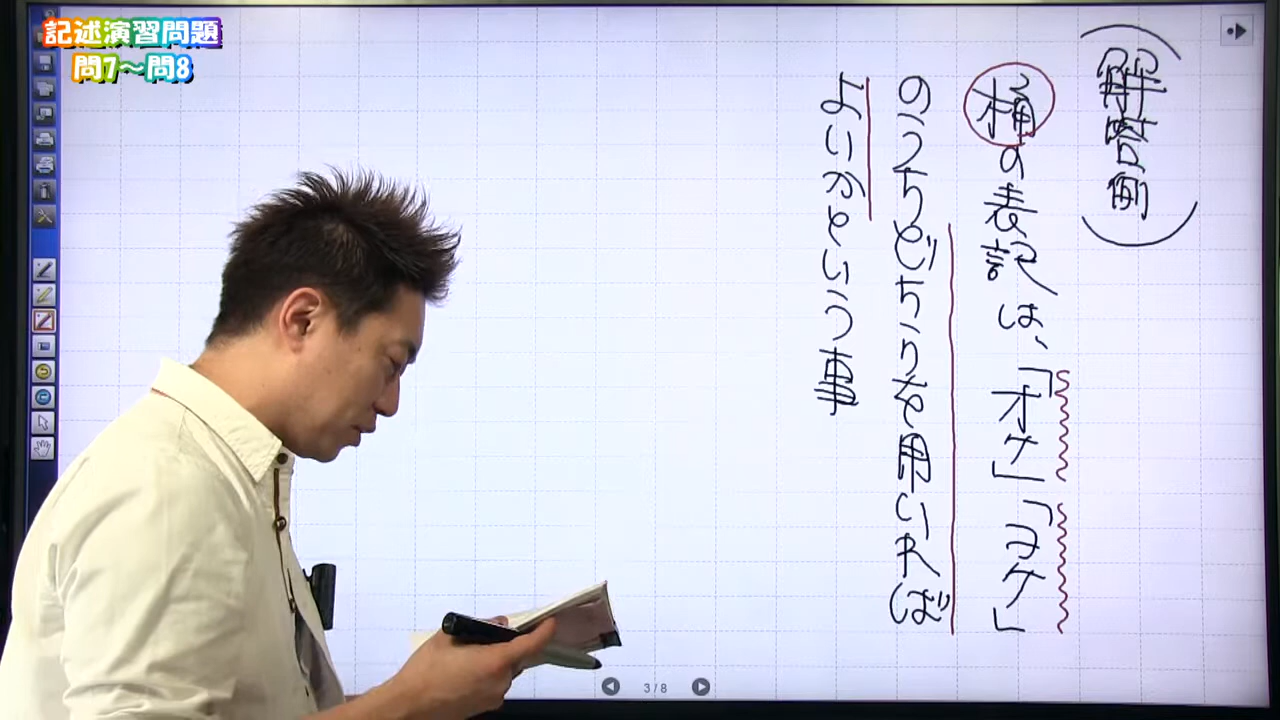 記述演習問題
問7～問8
（解答例）
桶の表記は、「オケ」「ヲケ」
のうちどちらを用いれば
よいかという事
3/8